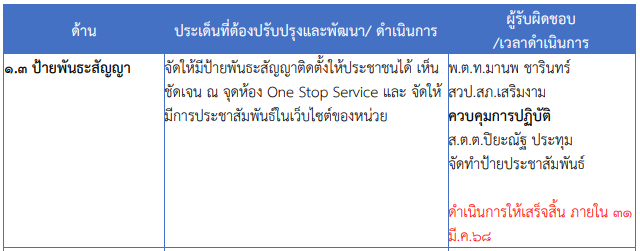 ด้าน
ประเด็นที่ต้องปรับปรุงและพัฒนา/ ดำเนินการ
ผู้รับผิดชอบ
/เวลาดำเนินการ
๑.๓ ป้ายพันธะสัญญา
จัดให้มีป้ายพันธะสัญญาติดตั้งให้ประชาชนได้ เห็น
ชัดเจน ณ จุดห้อง One Stop Service และ จัดให้
มีการประชาสัมพันธ์ในเว็บไซต์ของหน่วย
พ.ต.ท.มานพ ชารินทร์
สวป.สภ.เสริมงาม
ควบคุมการปฏิบัติ
ส.ต.ต.ปิยะณัฐ ประทุม
จัดทำป้ายประชาสัมพันธ์
ดำเนินการให้เสร็จสิ้น ภายใน ๓๑
มี.ค.๖๘